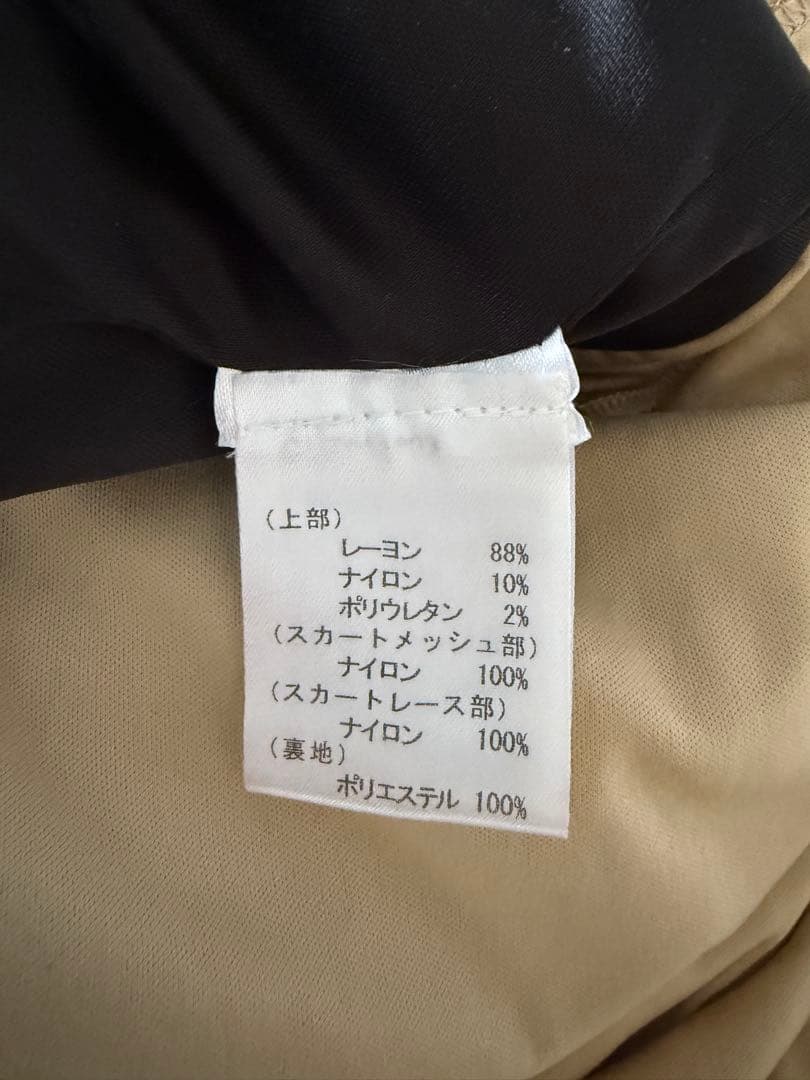 (上部)
レーヨン 88%
ナイロン 10%
ポリウレタン 2%
(スカートメッシュ部)
ナイロン 100%
(スカートレース部)
ナイロン 100%
(裏地)
ポリエステル 100%